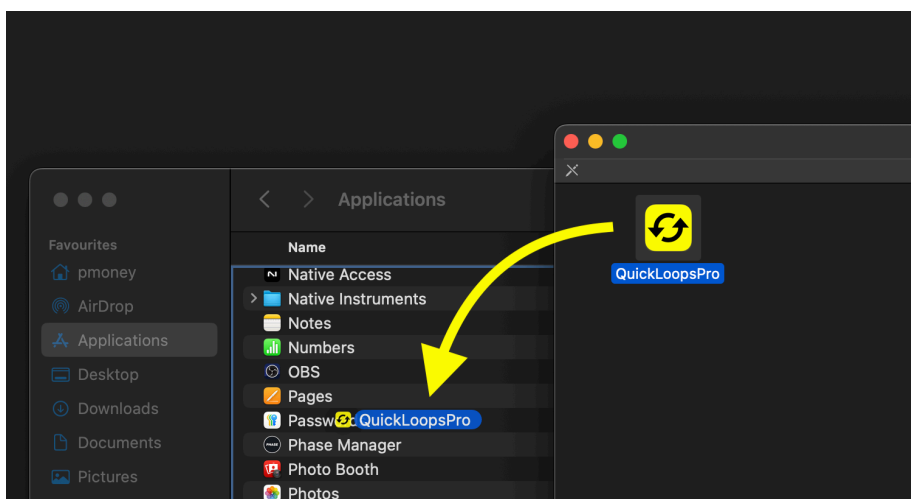 Applications
Favourites
pmoney
AirDrop
Applications
Desktop
Downloads
Documents
Pictures
Name
Native Access
Native Instruments
Notes
Numbers
OBS
Pages
Passw
QuickLoopsPro
Phase Manager
Photo Booth
Photos
QuickLoopsPro